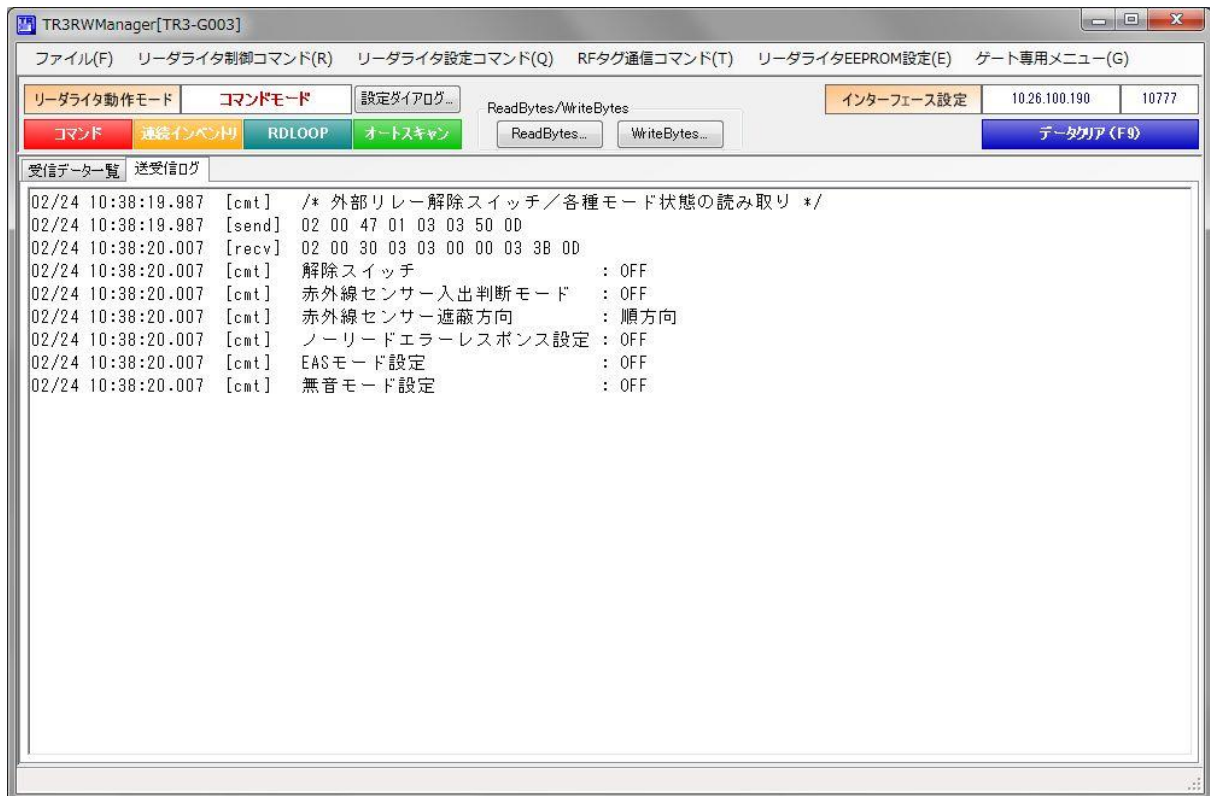 TR3RWManager[TR3-G003]
ファイル(F) リーダライタ制御コマンド(R) リーダライタ設定コマンド(Q) RFタグ通信コマンド(T) リーダライタEEPROM設定(E) ゲート専用メニュー(G)
リーダライタ動作モード コマンドモード 設定ダイアログ... ReadBytes/WriteBytes インターフェース設定 10.26.100.190 10777
コマンド 連続インベントリ RDLOOP オートスキャン ReadBytes... WriteBytes... データクリア(F9)
受信データ一覧 送受信ログ
02/24 10:38:19.987 [cmt] /* 外部リレー解除スイッチ/各種モード状態の読み取り */
02/24 10:38:19.987 [send] 02 00 47 01 03 03 50 0D
02/24 10:38:20.007 [recv] 02 00 30 03 03 00 00 03 3B 0D
02/24 10:38:20.007 [cmt] 解除スイッチ : OFF
02/24 10:38:20.007 [cmt] 赤外線センサー入出判断モード : OFF
02/24 10:38:20.007 [cmt] 赤外線センサー遮蔽方向 : 順方向
02/24 10:38:20.007 [cmt] ノーリードエラーレスポンス設定 : OFF
02/24 10:38:20.007 [cmt] EASモード設定 : OFF
02/24 10:38:20.007 [cmt] 無音モード設定 : OFF